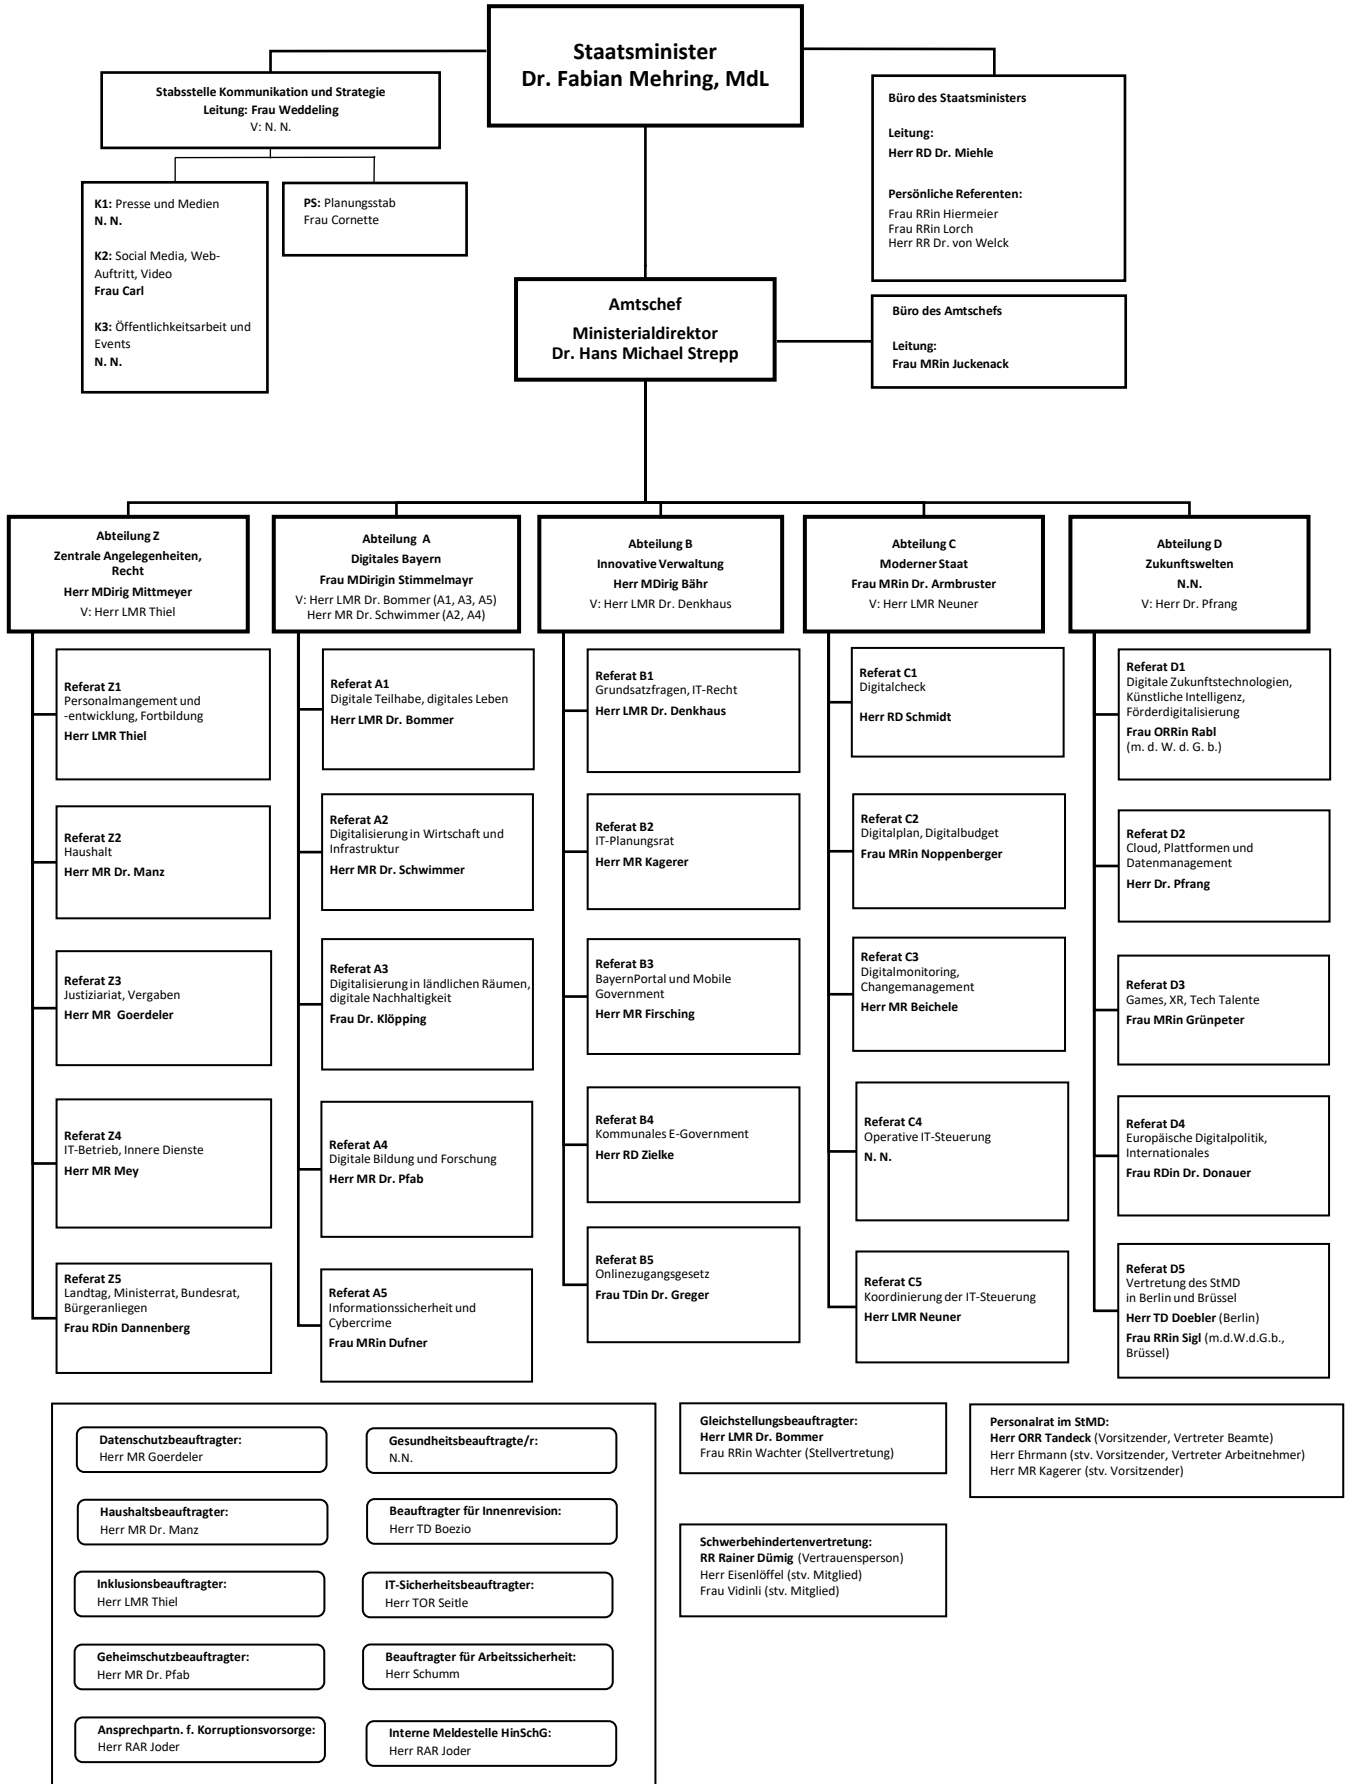 Staatsminister
Dr. Fabian Mehring, MdL
Stabsstelle Kommunikation und Strategie
Leitung: Frau Weddeling
V: N. N.
K1: Presse und Medien
N. N.
K2: Social Media, Web-
Auftritt, Video
Frau Carl
K3: Öffentlichkeitsarbeit und
Events
N. N.
PS: Planungsstab
Frau Cornette
Büro des Staatsministers
Leitung:
Herr RD Dr. Miehle
Persönliche Referenten:
Frau RRin Hiermeier
Frau RRin Lorch
Herr RR Dr. von Welck
Amtschef
Ministerialdirektor
Dr. Hans Michael Strepp
Büro des Amtschefs
Leitung:
Frau MRin Juckenack
Abteilung Z
Zentrale Angelegenheiten,
Recht
Herr MDirig Mittmeyer
V: Herr LMR Thiel
Referat Z1
Personalmangement und
-entwicklung, Fortbildung
Herr LMR Thiel
Referat Z2
Haushalt
Herr MR Dr. Manz
Referat Z3
Justiziariat, Vergaben
Herr MR Goerdeler
Referat Z4
IT-Betrieb, Innere Dienste
Herr MR Mey
Referat Z5
Landtag, Ministerrat, Bundesrat,
Bürgeranliegen
Frau RDin Dannenberg
Abteilung A
Digitales Bayern
Frau MDirigin Stimmelmayr
V: Herr LMR Dr. Bommer (A1, A3, A5)
Herr MR Dr. Schwimmer (A2, A4)
Referat A1
Digitale Teilhabe, digitales Leben
Herr LMR Dr. Bommer
Referat A2
Digitalisierung in Wirtschaft und
Infrastruktur
Herr MR Dr. Schwimmer
Referat A3
Digitalisierung in ländlichen Räumen,
digitale Nachhaltigkeit
Frau Dr. Klöpping
Referat A4
Digitale Bildung und Forschung
Herr MR Dr. Pfab
Referat A5
Informationssicherheit und
Cybercrime
Frau MRin Dufner
Abteilung B
Innovative Verwaltung
Herr MDirig Bähr
V: Herr LMR Dr. Denkhaus
Referat B1
Grundsatzfragen, IT-Recht
Herr LMR Dr. Denkhaus
Referat B2
IT-Planungsrat
Herr MR Kagerer
Referat B3
BayernPortal und Mobile
Government
Herr MR Firsching
Referat B4
Kommunales E-Government
Herr RD Zielke
Referat B5
Onlinezugangsgesetz
Frau TDin Dr. Greger
Abteilung C
Moderner Staat
Frau MRin Dr. Armbruster
V: Herr LMR Neuner
Referat C1
Digitalcheck
Herr RD Schmidt
Referat C2
Digitalplan, Digitalbudget
Frau MRin Noppenberger
Referat C3
Digitalmonitoring,
Changemanagement
Herr MR Beichele
Referat C4
Operative IT-Steuerung
N. N.
Referat C5
Koordinierung der IT-Steuerung
Herr LMR Neuner
Abteilung D
Zukunftswelten
N.N.
V: Herr Dr. Pfrang
Referat D1
Digitale Zukunftstechnologien,
Künstliche Intelligenz,
Förderdigitalisierung
Frau ORRin Rabl
(m. d. W. d. G. b.)
Referat D2
Cloud, Plattformen und
Datenmanagement
Herr Dr. Pfrang
Referat D3
Games, XR, Tech Talente
Frau MRin Grünpeter
Referat D4
Europäische Digitalpolitik,
Internationales
Frau RDin Dr. Donauer
Referat D5
Vertretung des StMD
in Berlin und Brüssel
Herr TD Doebler (Berlin)
Frau RRin Sigl (m.d.W.d.G.b.,
Brüssel)
Datenschutzbeauftragter:
Herr MR Goerdeler
Haushaltsbeauftragter:
Herr MR Dr. Manz
Inklusionsbeauftragter:
Herr LMR Thiel
Geheimschutzbeauftragter:
Herr MR Dr. Pfab
Ansprechpartn. f. Korruptionsvorsorge:
Herr RAR Joder
Gesundheitsbeauftragte/r:
N.N.
Beauftragter für Innenrevision:
Herr TD Boezio
IT-Sicherheitsbeauftragter:
Herr TOR Seitle
Beauftragter für Arbeitssicherheit:
Herr Schumm
Interne Meldestelle HinSchG:
Herr RAR Joder
Gleichstellungsbeauftragter:
Herr LMR Dr. Bommer
Frau RRin Wachter (Stellvertretung)
Schwerbehindertenvertretung:
RR Rainer Dümig (Vertrauensperson)
Herr Eisenlöffel (stv. Mitglied)
Frau Vidinli (stv. Mitglied)
Personalrat im StMD:
Herr ORR Tandeck (Vorsitzender, Vertreter Beamte)
Herr Ehrmann (stv. Vorsitzender, Vertreter Arbeitnehmer)
Herr MR Kagerer (stv. Vorsitzender)